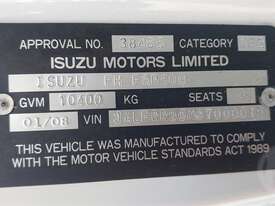 APPROVAL NO. CATEGORY
ISUZU MOTORS LIMITED
ISUZU
GVM 10400 KG SEATS
01/08 VIN
THIS VEHICLE WAS MANUFACTURED TO COMPLY
WITH THE MOTOR VEHICLE STANDARDS ACT 1989